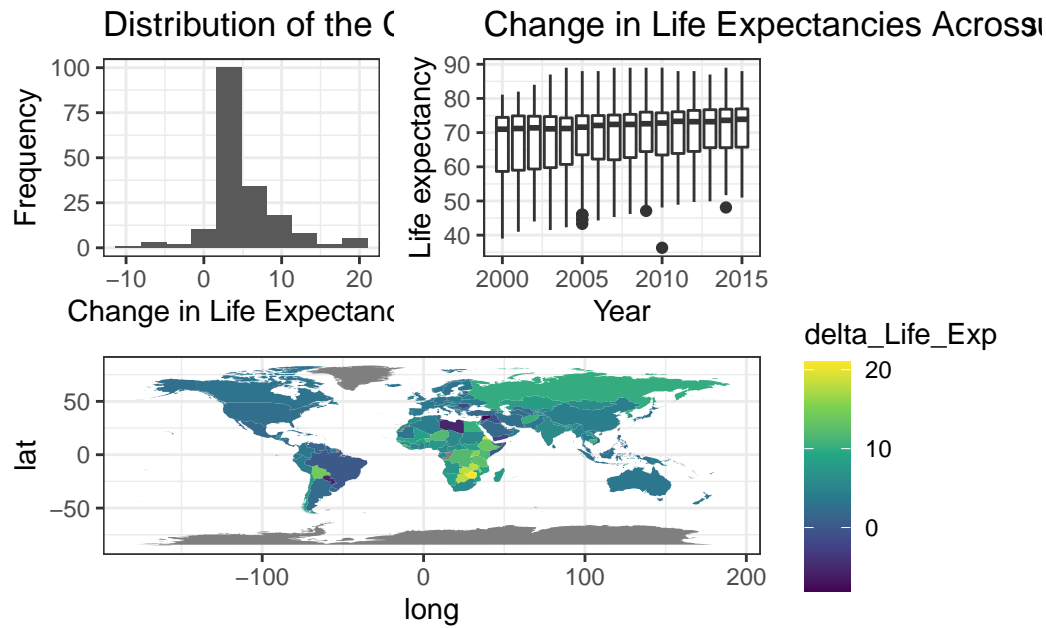 Distribution of the
Change in Life Expectancies Across
100
75
50
25
0
Frequency
−10 0 10 20
Change in Life Expectanc
90
80
70
60
50
40
Life expectancy
2000 2005 2010 2015
Year
50
0
−50
lat
−100 0 100 200
long
delta_Life_Exp
20
10
0